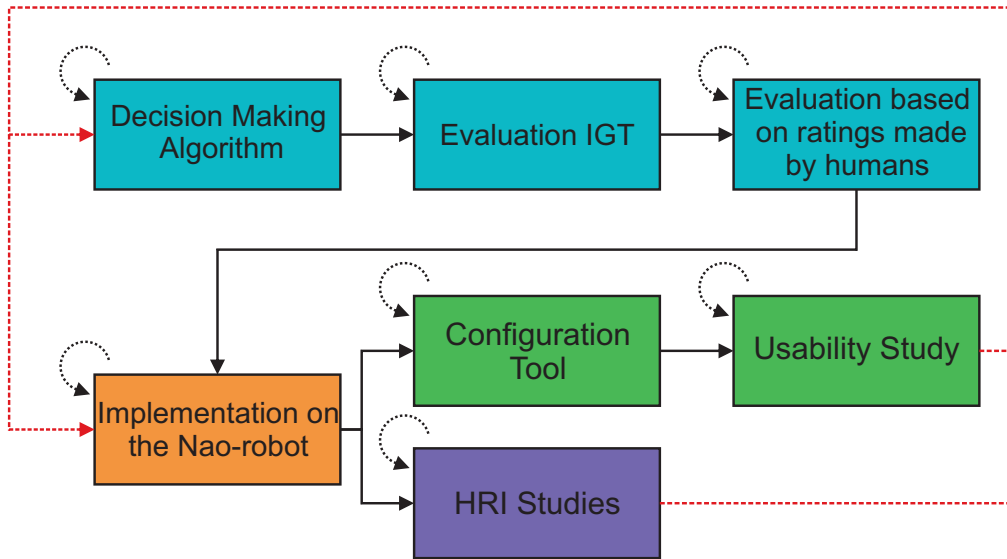 Decision Making
Algorithm
Evaluation IGT
Evaluation based
on ratings made
by humans
Configuration
Tool
Usability Study
Implementation on
the Nao-robot
HRI Studies